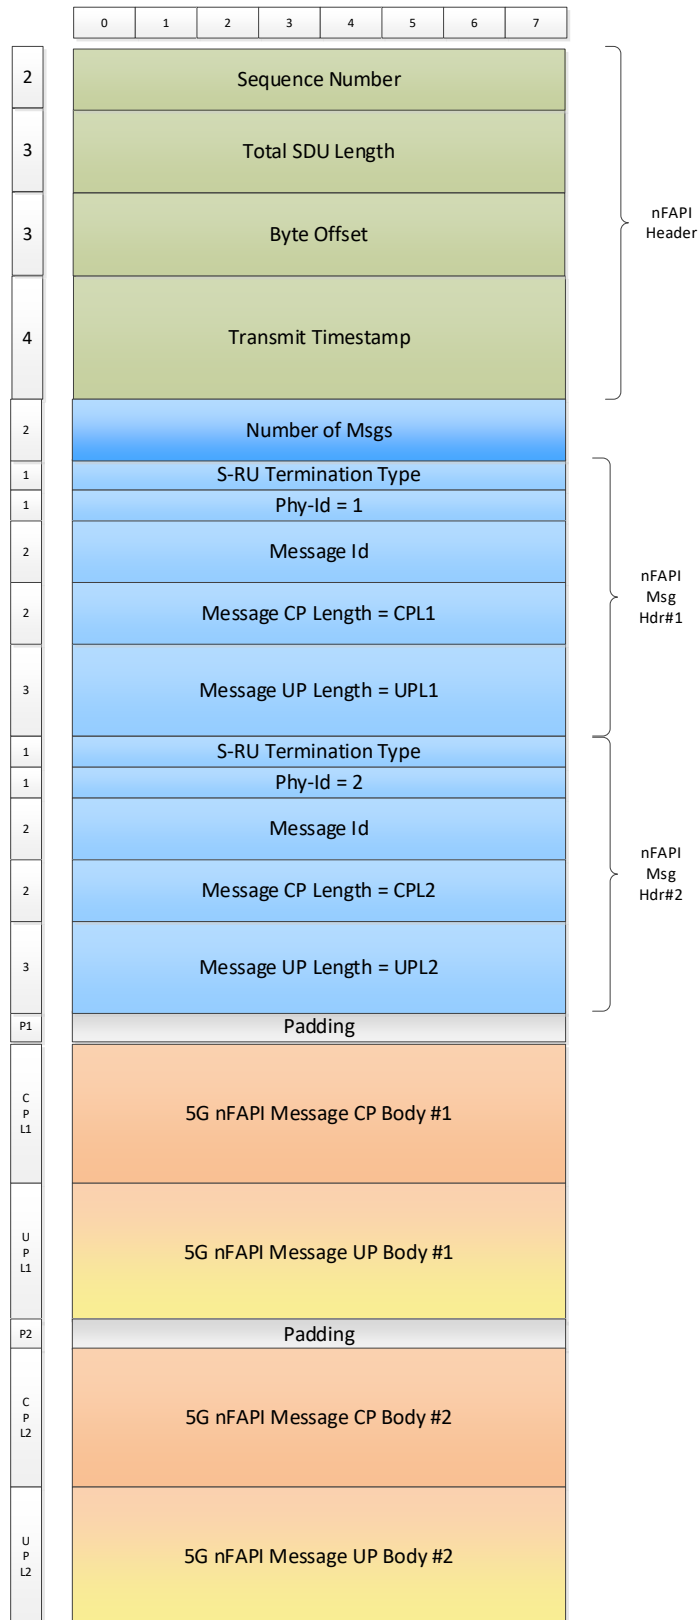 0 1 2 3 4 5 6 7
2 Sequence Number
3 Total SDU Length
3 Byte Offset
nFAPI
Header
4 Transmit Timestamp
2 Number of Msgs
1 S-RU Termination Type
1 Phy-Id = 1
2 Message Id
2 Message CP Length = CPL1
3 Message UP Length = UPL1
nFAPI
Msg
Hdr#1
1 S-RU Termination Type
1 Phy-Id = 2
2 Message Id
2 Message CP Length = CPL2
3 Message UP Length = UPL2
nFAPI
Msg
Hdr#2
P1 Padding
C
P
L1
5G nFAPI Message CP Body #1
U
P
L1
5G nFAPI Message UP Body #1
P2 Padding
C
P
L2
5G nFAPI Message CP Body #2
U
P
L2
5G nFAPI Message UP Body #2